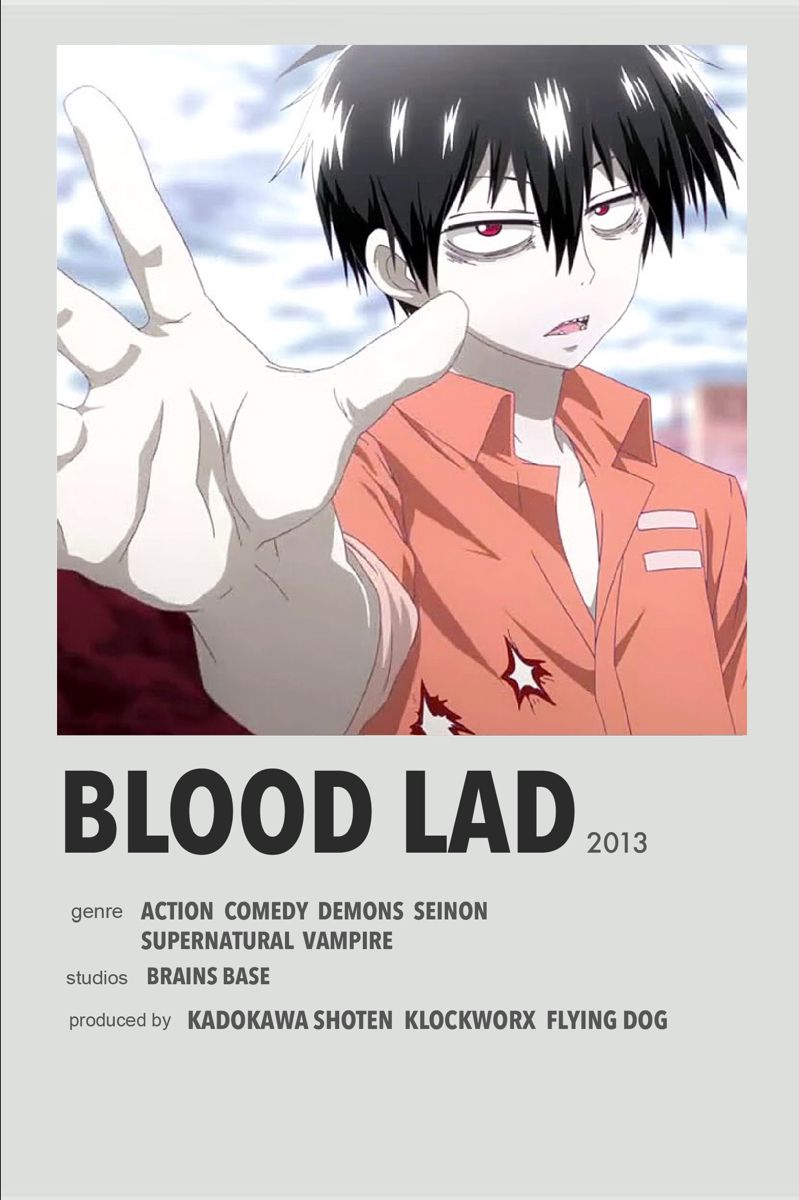 BLOOD LAD 2013
genre ACTION COMEDY DEMONS SEINON
SUPERNATURAL VAMPIRE
studios BRAINS BASE
produced by KADOKAWA SHOTEN KLOCKWORX FLYING DOG